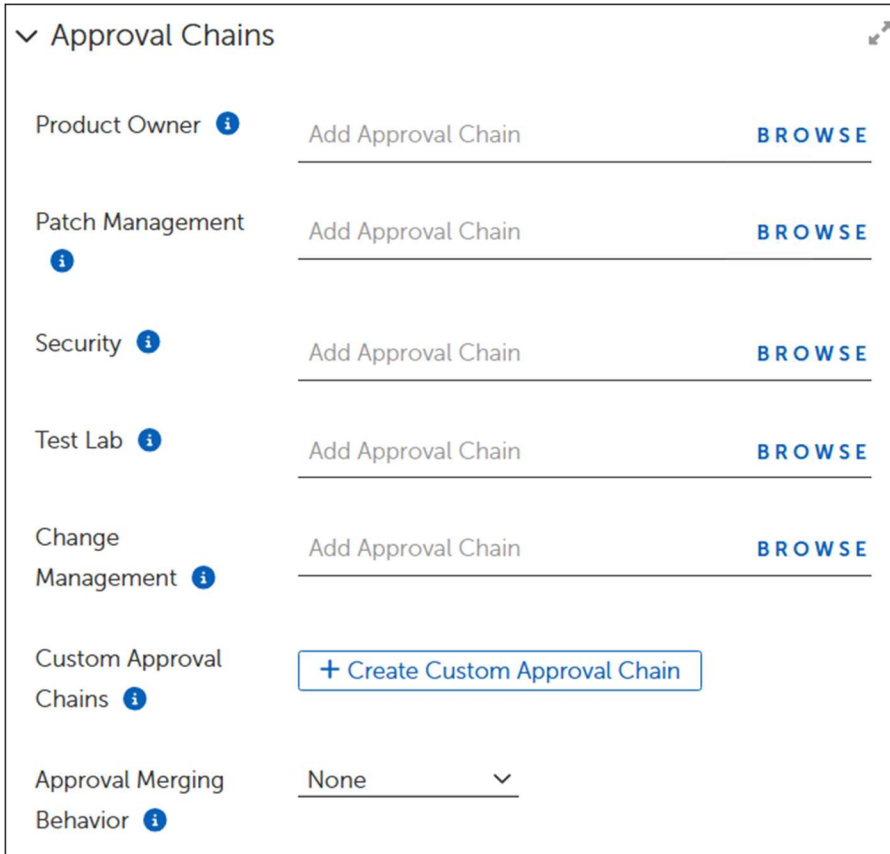 Approval Chains
Product Owner
Add Approval Chain BROWSE
Patch Management
Add Approval Chain BROWSE
Security
Add Approval Chain BROWSE
Test Lab
Add Approval Chain BROWSE
Change
Management
Add Approval Chain BROWSE
Custom Approval
Chains
+ Create Custom Approval Chain
Approval Merging
Behavior
None